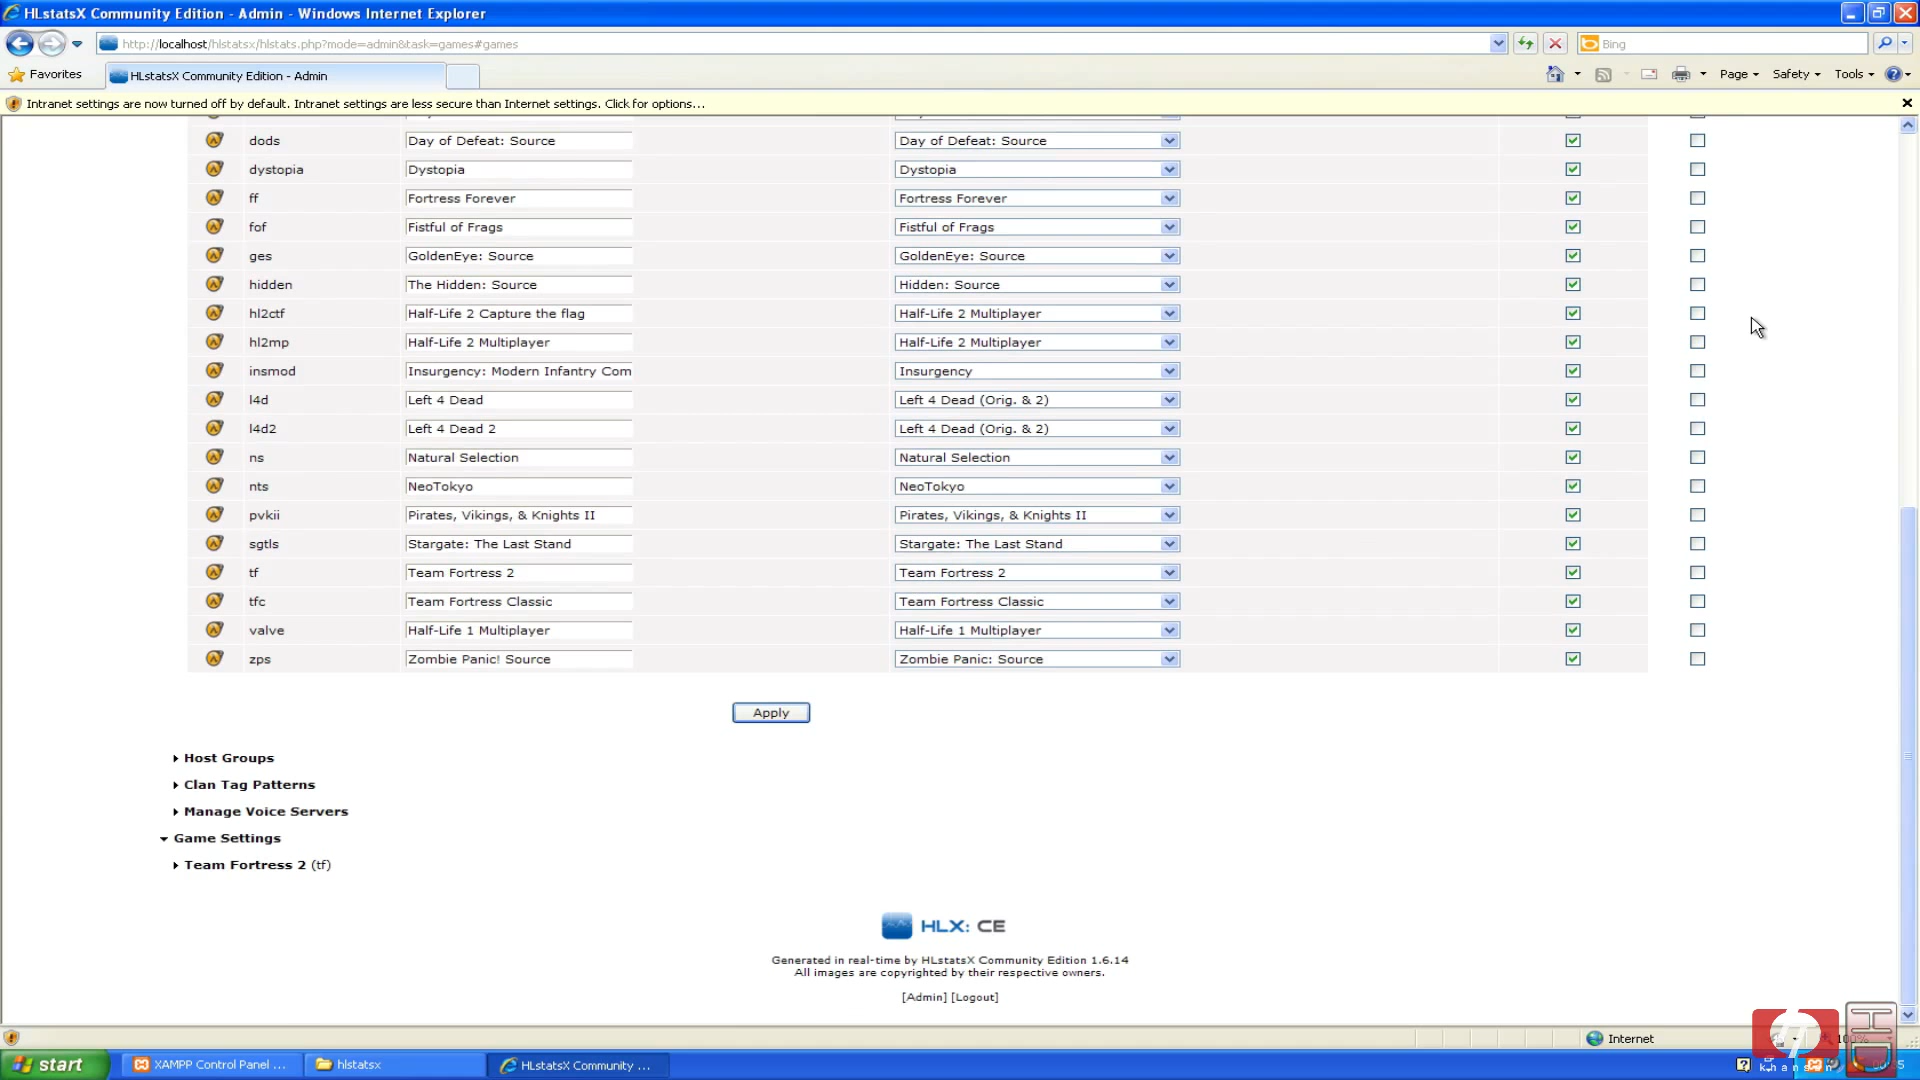 HLstatsX Community Edition - Admin - Windows Internet Explorer
http://localhost/hlstatsx/hlstats.php?mode=admin&task=games#games
Bing
Favorites
HLstatsX Community Edition - Admin
Page
Safety
Tools
Intranet settings are now turned off by default. Intranet settings are less secure than Internet settings. Click for options...
dods Day of Defeat: Source Day of Defeat: Source
dystopia Dystopia Dystopia
ff Fortress Forever Fortress Forever
fof Fistful of Frags Fistful of Frags
ges GoldenEye: Source GoldenEye: Source
hidden The Hidden: Source Hidden: Source
hl2ctf Half-Life 2 Capture the flag Half-Life 2 Multiplayer
hl2mp Half-Life 2 Multiplayer Half-Life 2 Multiplayer
insmod Insurgency: Modern Infantry Com Insurgency
l4d Left 4 Dead Left 4 Dead (Orig. & 2)
l4d2 Left 4 Dead 2 Left 4 Dead (Orig. & 2)
ns Natural Selection Natural Selection
nts NeoTokyo NeoTokyo
pvkii Pirates, Vikings, & Knights II Pirates, Vikings, & Knights II
sgtls Stargate: The Last Stand Stargate: The Last Stand
tf Team Fortress 2 Team Fortress 2
tfc Team Fortress Classic Team Fortress Classic
valve Half-Life 1 Multiplayer Half-Life 1 Multiplayer
zps Zombie Panic! Source Zombie Panic: Source
Apply
Host Groups
Clan Tag Patterns
Manage Voice Servers
Game Settings
Team Fortress 2 (tf)
HLX: CE
Generated in real-time by HLstatsX Community Edition 1.6.14
All images are copyrighted by their respective owners.
[Admin] [Logout]
Internet
start
XAMPP Control Panel ...
hlstatsx
HLstatsX Community ...